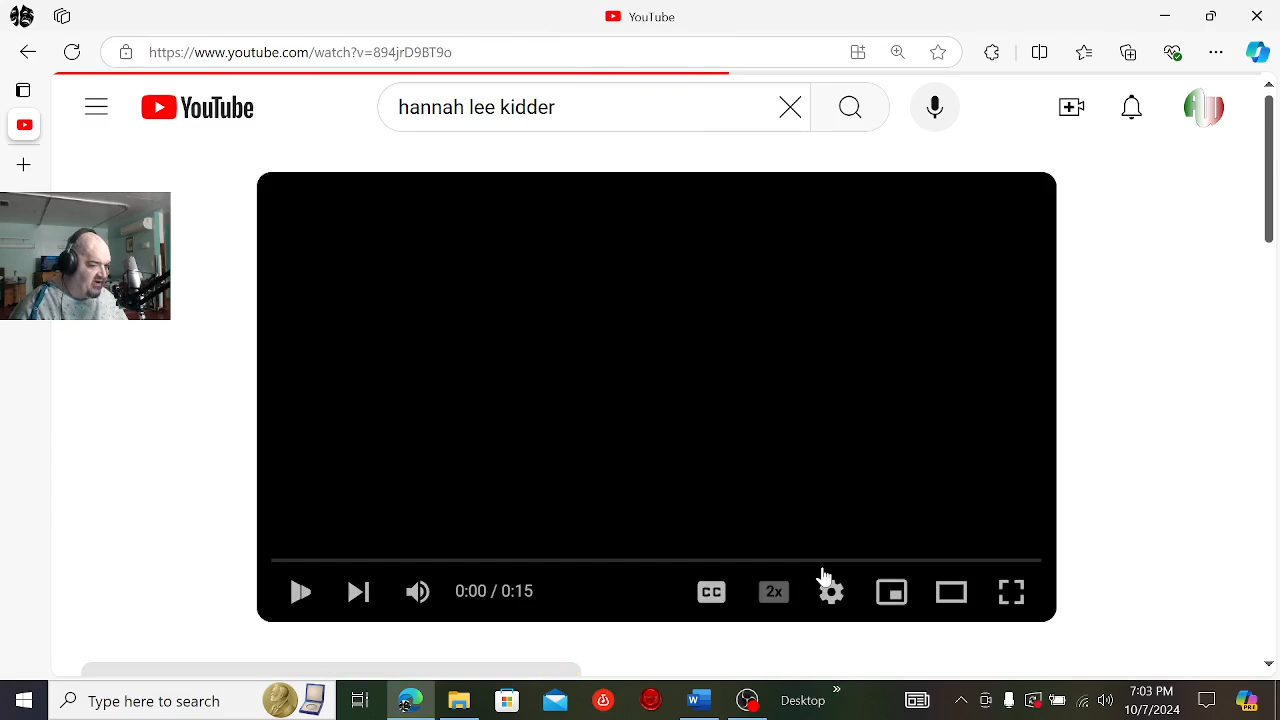 YouTube
https://www.youtube.com/watch?v=894jrD9BT9o
YouTube
hannah lee kidder
0:00 / 0:15
CC
2x
Type here to search
Desktop
7:03 PM
10/7/2024
PRE